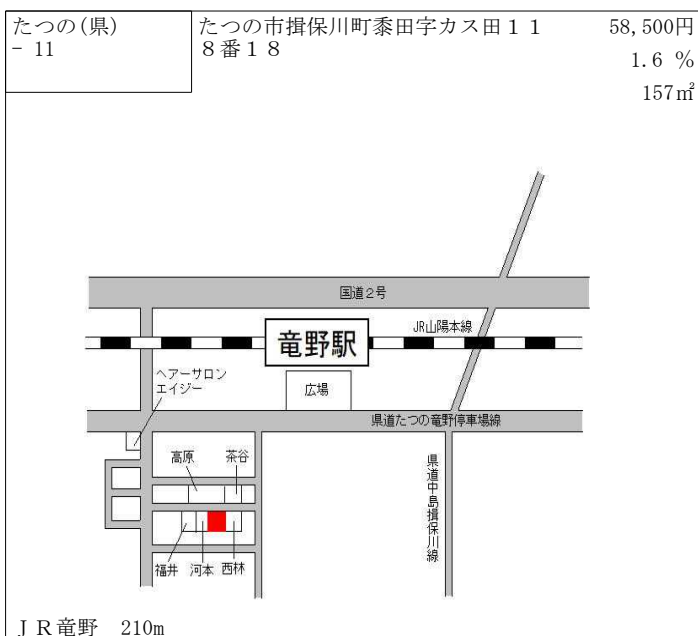 たつの(県)
- 11
たつの市揖保川町黍田字カス田１１
８番１８
58,500円
1.6 %
157㎡
国道２号
JR山陽本線
竜野駅
ヘアーサロン
エイジー
広場
県道たつの竜野停車場線
高原
茶谷
県道中島揖保川線
福井
河本
西林
ＪＲ竜野　210m